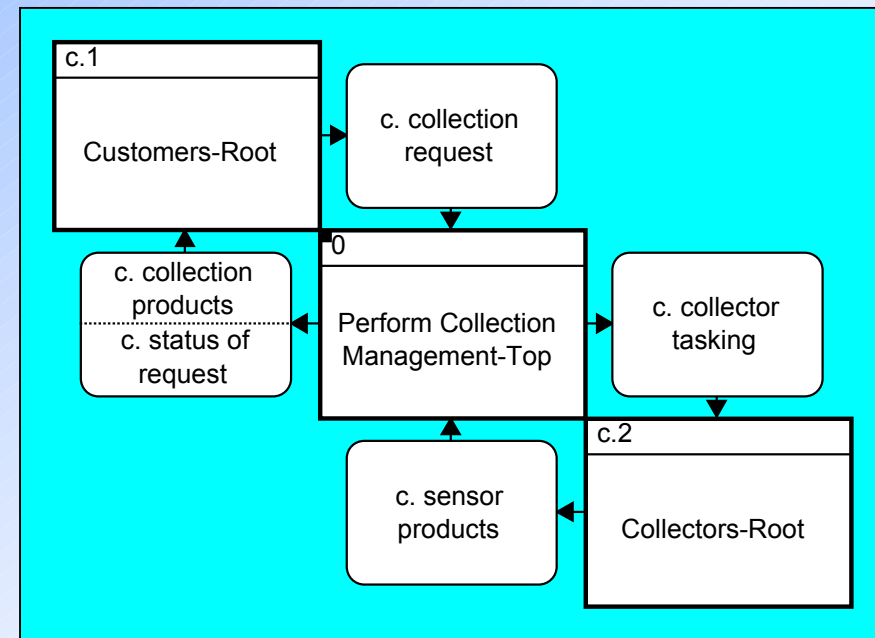 c.1
Customers-Root
c. collection
request
0
Perform Collection
Management-Top
c. collection
products
c. status of
request
c. collector
tasking
c.2
Collectors-Root
c. sensor
products